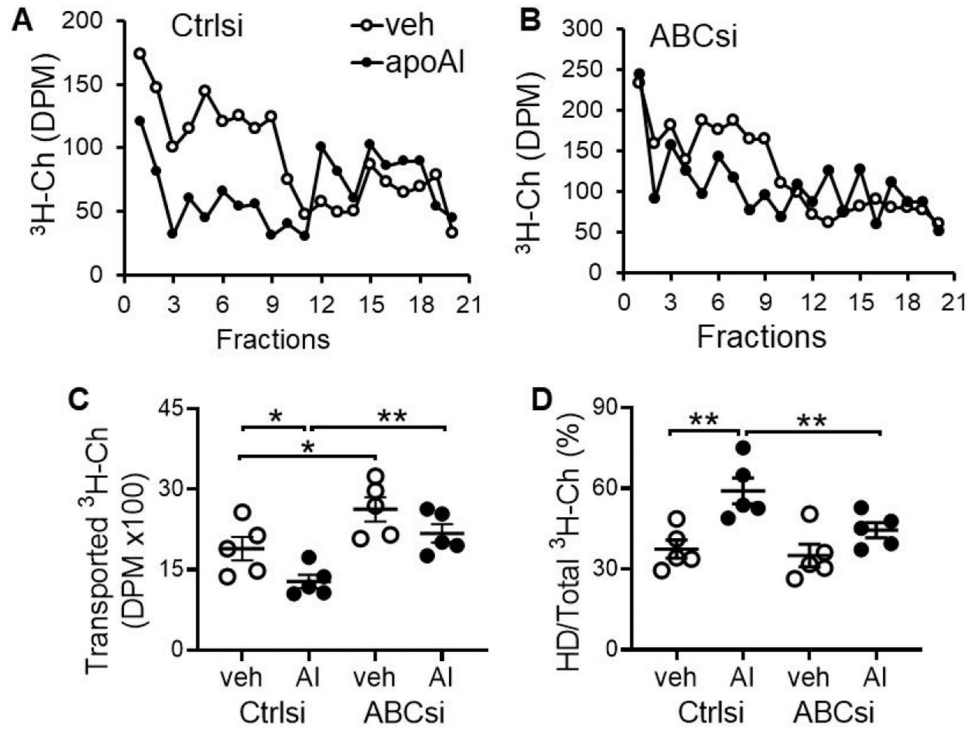 A
Ctrlsi
veh
apoAI
³H-Ch (DPM)
200
150
100
50
0
0 3 6 9 12 15 18 21
Fractions
B
ABCsi
³H-Ch (DPM)
300
250
200
150
100
50
0
0 3 6 9 12 15 18 21
Fractions
C
Transported ³H-Ch
(DPM x100)
45
30
15
0
* **
*
veh AI veh AI
Ctrlsi ABCsi
D
HD/Total ³H-Ch (%)
90
60
30
0
** **
veh AI veh AI
Ctrlsi ABCsi